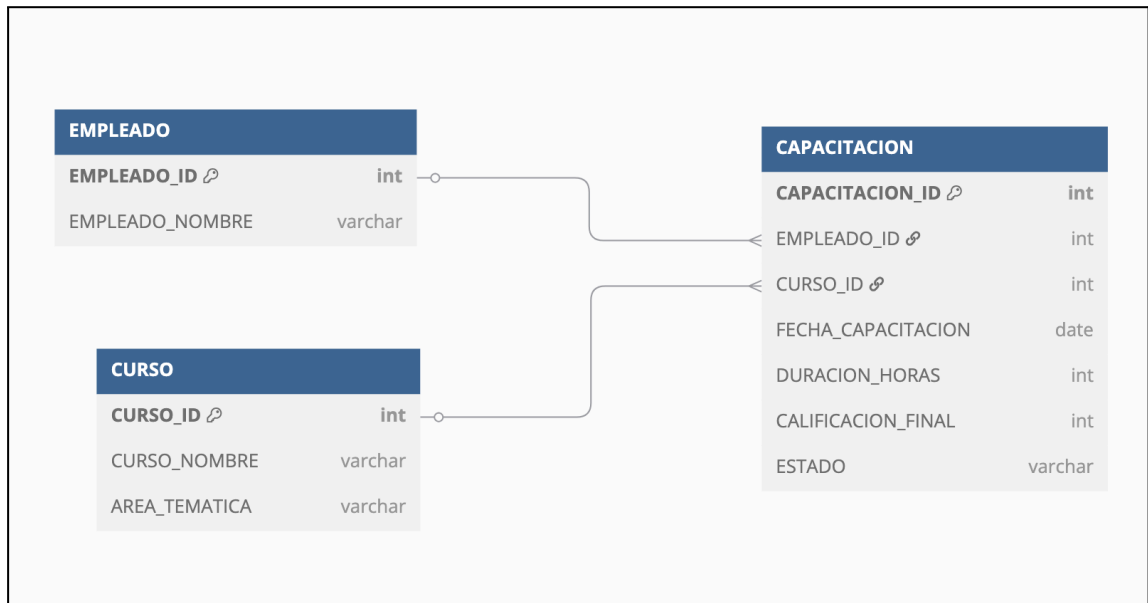 EMPLEADO
EMPLEADO_ID int
EMPLEADO_NOMBRE varchar
CURSO
CURSO_ID int
CURSO_NOMBRE varchar
AREA_TEMATICA varchar
CAPACITACION
CAPACITACION_ID int
EMPLEADO_ID int
CURSO_ID int
FECHA_CAPACITACION date
DURACION_HORAS int
CALIFICACION_FINAL int
ESTADO varchar